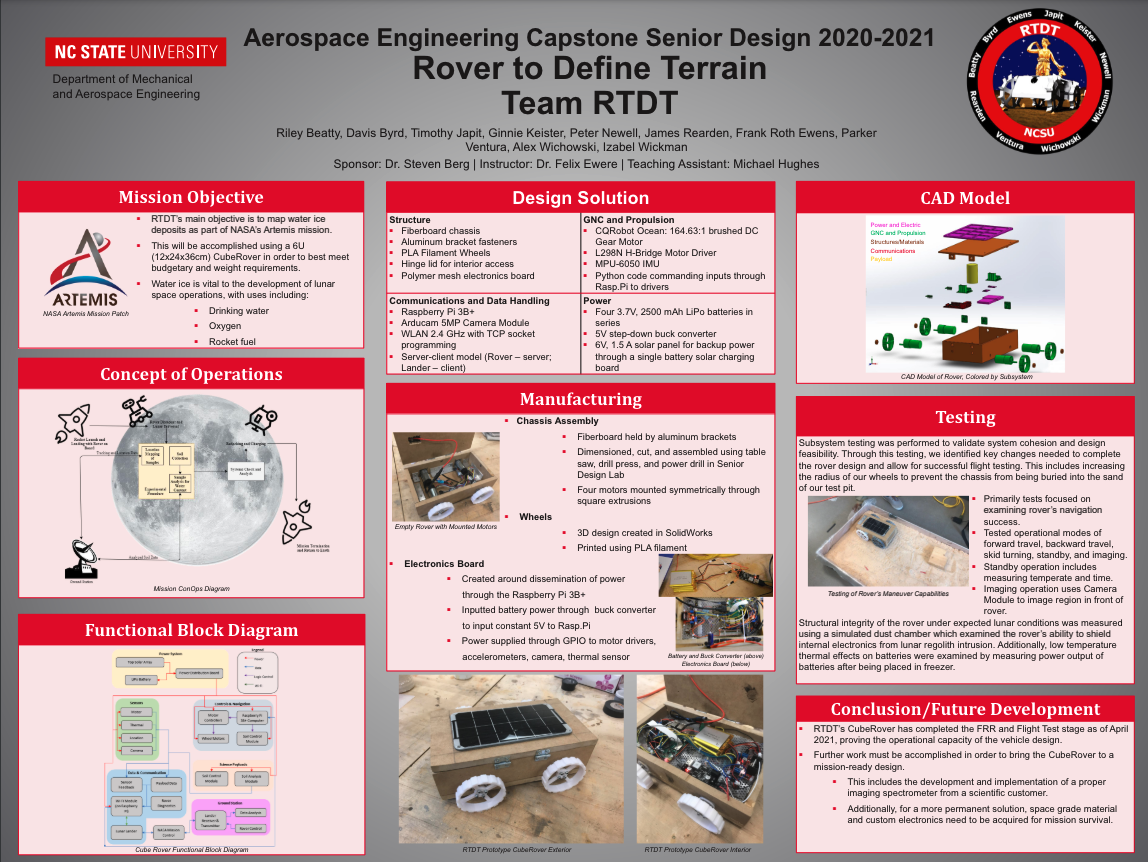 NC STATE UNIVERSITY
Department of Mechanical
and Aerospace Engineering
Aerospace Engineering Capstone Senior Design 2020-2021
Rover to Define Terrain
Team RTDT
Riley Beatty, Davis Byrd, Timothy Japit, Ginnie Keister, Peter Newell, James Rearden, Frank Roth Ewens, Parker
Ventura, Alex Wichowski, Izabel Wickman
Sponsor: Dr. Steven Berg | Instructor: Dr. Felix Ewere | Teaching Assistant: Michael Hughes
RTDT
NCSU
Beatty Byrd Ewens Japit Keister Newell Wickman Wichowski Ventura Rearden
Mission Objective
ARTEMIS
NASA Artemis Mission Patch
RTDT's main objective is to map water ice
deposits as part of NASA's Artemis mission.
This will be accomplished using a 6U
(12x24x36cm) CubeRover in order to best meet
budgetary and weight requirements.
Water ice is vital to the development of lunar
space operations, with uses including:
Drinking water
Oxygen
Rocket fuel
Concept of Operations
Mission ConOps Diagram
Functional Block Diagram
Cube Rover Functional Block Diagram
Design Solution
Structure
Fiberboard chassis
Aluminum bracket fasteners
PLA Filament Wheels
Hinge lid for interior access
Polymer mesh electronics board
GNC and Propulsion
CQRobot Ocean: 164.63:1 brushed DC
Gear Motor
L298N H-Bridge Motor Driver
MPU-6050 IMU
Python code commanding inputs through
Rasp.Pi to drivers
Communications and Data Handling
Raspberry Pi 3B+
Arducam 5MP Camera Module
WLAN 2.4 GHz with TCP socket
programming
Server-client model (Rover – server;
Lander – client)
Power
Four 3.7V, 2500 mAh LiPo batteries in
series
5V step-down buck converter
6V, 1.5 A solar panel for backup power
through a single battery solar charging
board
Manufacturing
Chassis Assembly
Fiberboard held by aluminum brackets
Dimensioned, cut, and assembled using table
saw, drill press, and power drill in Senior
Design Lab
Four motors mounted symmetrically through
square extrusions
Empty Rover with Mounted Motors
Wheels
3D design created in SolidWorks
Printed using PLA filament
Electronics Board
Created around dissemination of power
through the Raspberry Pi 3B+
Inputted battery power through buck converter
to input constant 5V to Rasp.Pi
Power supplied through GPIO to motor drivers,
accelerometers, camera, thermal sensor
Battery and Buck Converter (above)
Electronics Board (below)
RTDT Prototype CubeRover Exterior
RTDT Prototype CubeRover Interior
CAD Model
Power and Electric
GNC and Propulsion
Structures/Materials
Communications
Payload
CAD Model of Rover, Colored by Subsystem
Testing
Subsystem testing was performed to validate system cohesion and design
feasibility. Through this testing, we identified key changes needed to complete
the rover design and allow for successful flight testing. This includes increasing
the radius of our wheels to prevent the chassis from being buried into the sand
of our test pit.
Primarily tests focused on
examining rover's navigation
success.
Tested operational modes of
forward travel, backward travel,
skid turning, standby, and imaging.
Standby operation includes
measuring temperate and time.
Imaging operation uses Camera
Module to image region in front of
rover.
Testing of Rover's Maneuver Capabilities
Structural integrity of the rover under expected lunar conditions was measured
using a simulated dust chamber which examined the rover's ability to shield
internal electronics from lunar regolith intrusion. Additionally, low temperature
thermal effects on batteries were examined by measuring power output of
batteries after being placed in freezer.
Conclusion/Future Development
RTDT's CubeRover has completed the FRR and Flight Test stage as of April
2021, proving the operational capacity of the vehicle design.
Further work must be accomplished in order to bring the CubeRover to a
mission-ready design.
This includes the development and implementation of a proper
imaging spectrometer from a scientific customer.
Additionally, for a more permanent solution, space grade material
and custom electronics need to be acquired for mission survival.